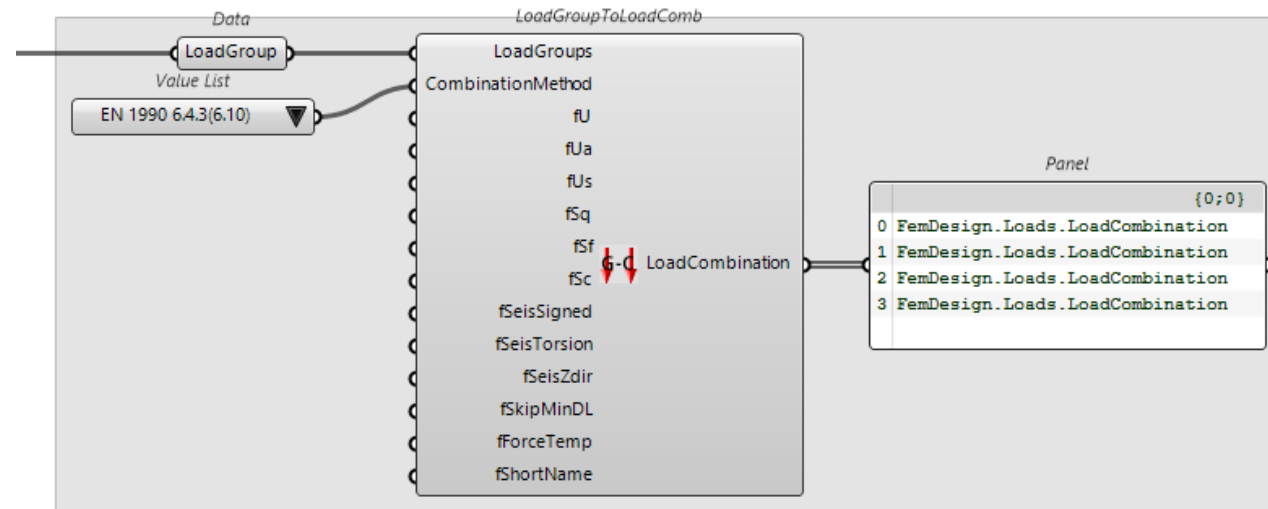 Data
LoadGroupToLoadComb
LoadGroup
LoadGroups
Value List
CombinationMethod
EN 1990 6.4.3(6.10)
fU
fUa
fUs
fSq
fSf
fSc
fSeisSigned
fSeisTorsion
fSeisZdir
fSkipMinDL
fForceTemp
fShortName
G-C
LoadCombination
Panel
{0;0}
0 FemDesign.Loads.LoadCombination
1 FemDesign.Loads.LoadCombination
2 FemDesign.Loads.LoadCombination
3 FemDesign.Loads.LoadCombination